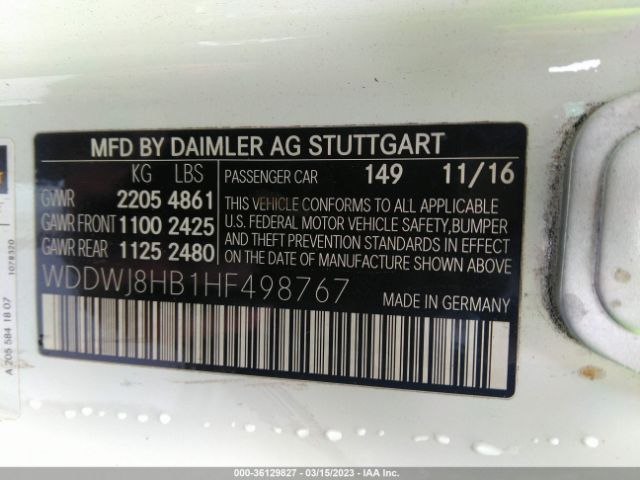 MFD BY DAIMLER AG STUTTGART
KG LBS
GVWR 2205 4861
GAWR FRONT 1100 2425
GAWR REAR 1125 2480
PASSENGER CAR 149 11/16
THIS VEHICLE CONFORMS TO ALL APPLICABLE
U.S. FEDERAL MOTOR VEHICLE SAFETY,BUMPER
AND THEFT PREVENTION STANDARDS IN EFFECT
ON THE DATE OF MANUFACTURE SHOWN ABOVE.
WDDWJ8HB1HF498767
MADE IN GERMANY
A 205 584 18 07
1078320
000-36129827 - 03/15/2023 - IAA Inc.